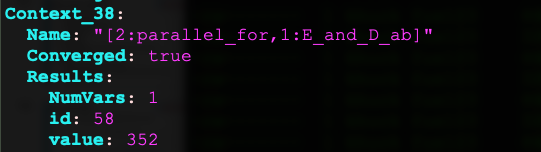 Context_38:
Name: "[2:parallel_for,1:E_and_D_ab]"
Converged: true
Results:
NumVars: 1
id: 58
value: 352